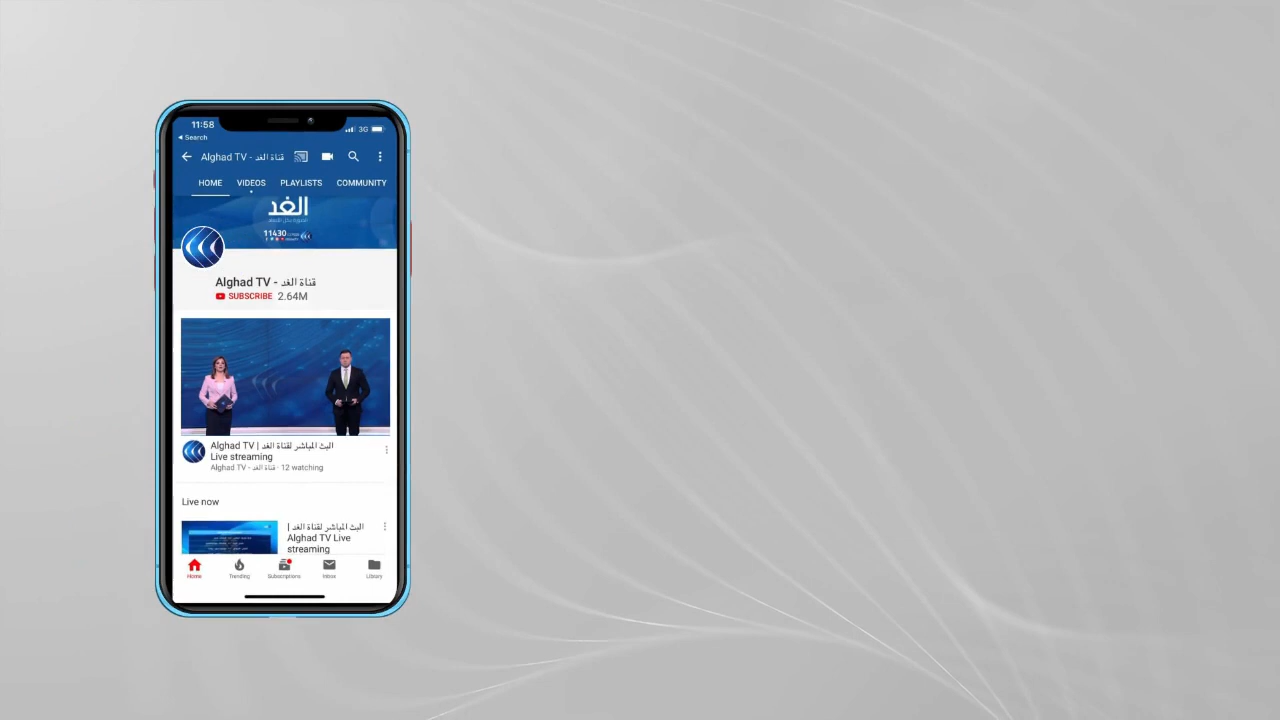 11:58
3G
Search
Alghad TV - قناة الغد
HOME VIDEOS PLAYLISTS COMMUNITY
الغد
11430
Alghad TV - قناة الغد
SUBSCRIBE 2.64M
Alghad TV | البث المباشر لقناة الغد
Live streaming
Alghad TV - قناة الغد · 12 watching
Live now
البث المباشر لقناة الغد |
Alghad TV Live
streaming
Home Trending Subscriptions Inbox Library